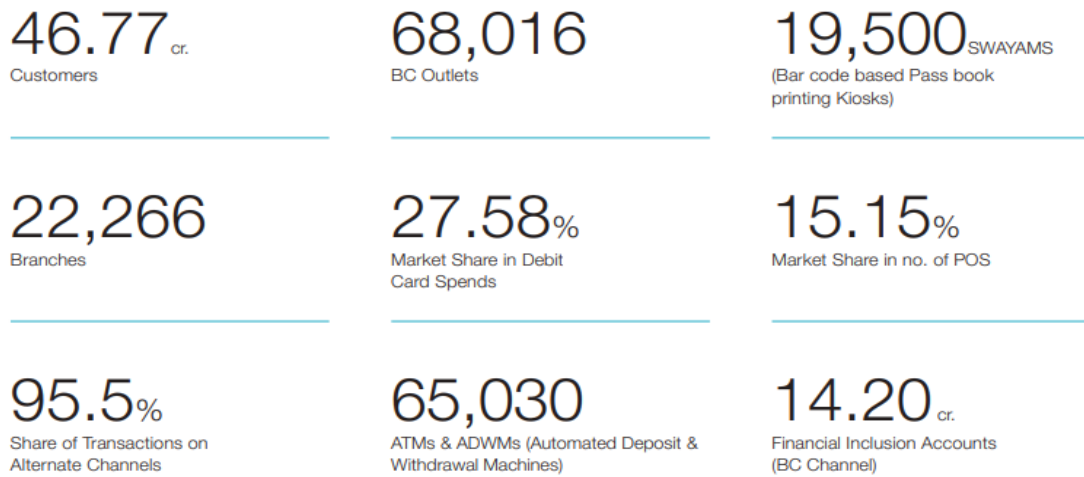 46.77 cr.
Customers
68,016
BC Outlets
19,500 SWAYAMS
(Bar code based Pass book
printing Kiosks)
22,266
Branches
27.58%
Market Share in Debit
Card Spends
15.15%
Market Share in no. of POS
95.5%
Share of Transactions on
Alternate Channels
65,030
ATMs & ADWMs (Automated Deposit &
Withdrawal Machines)
14.20 cr.
Financial Inclusion Accounts
(BC Channel)